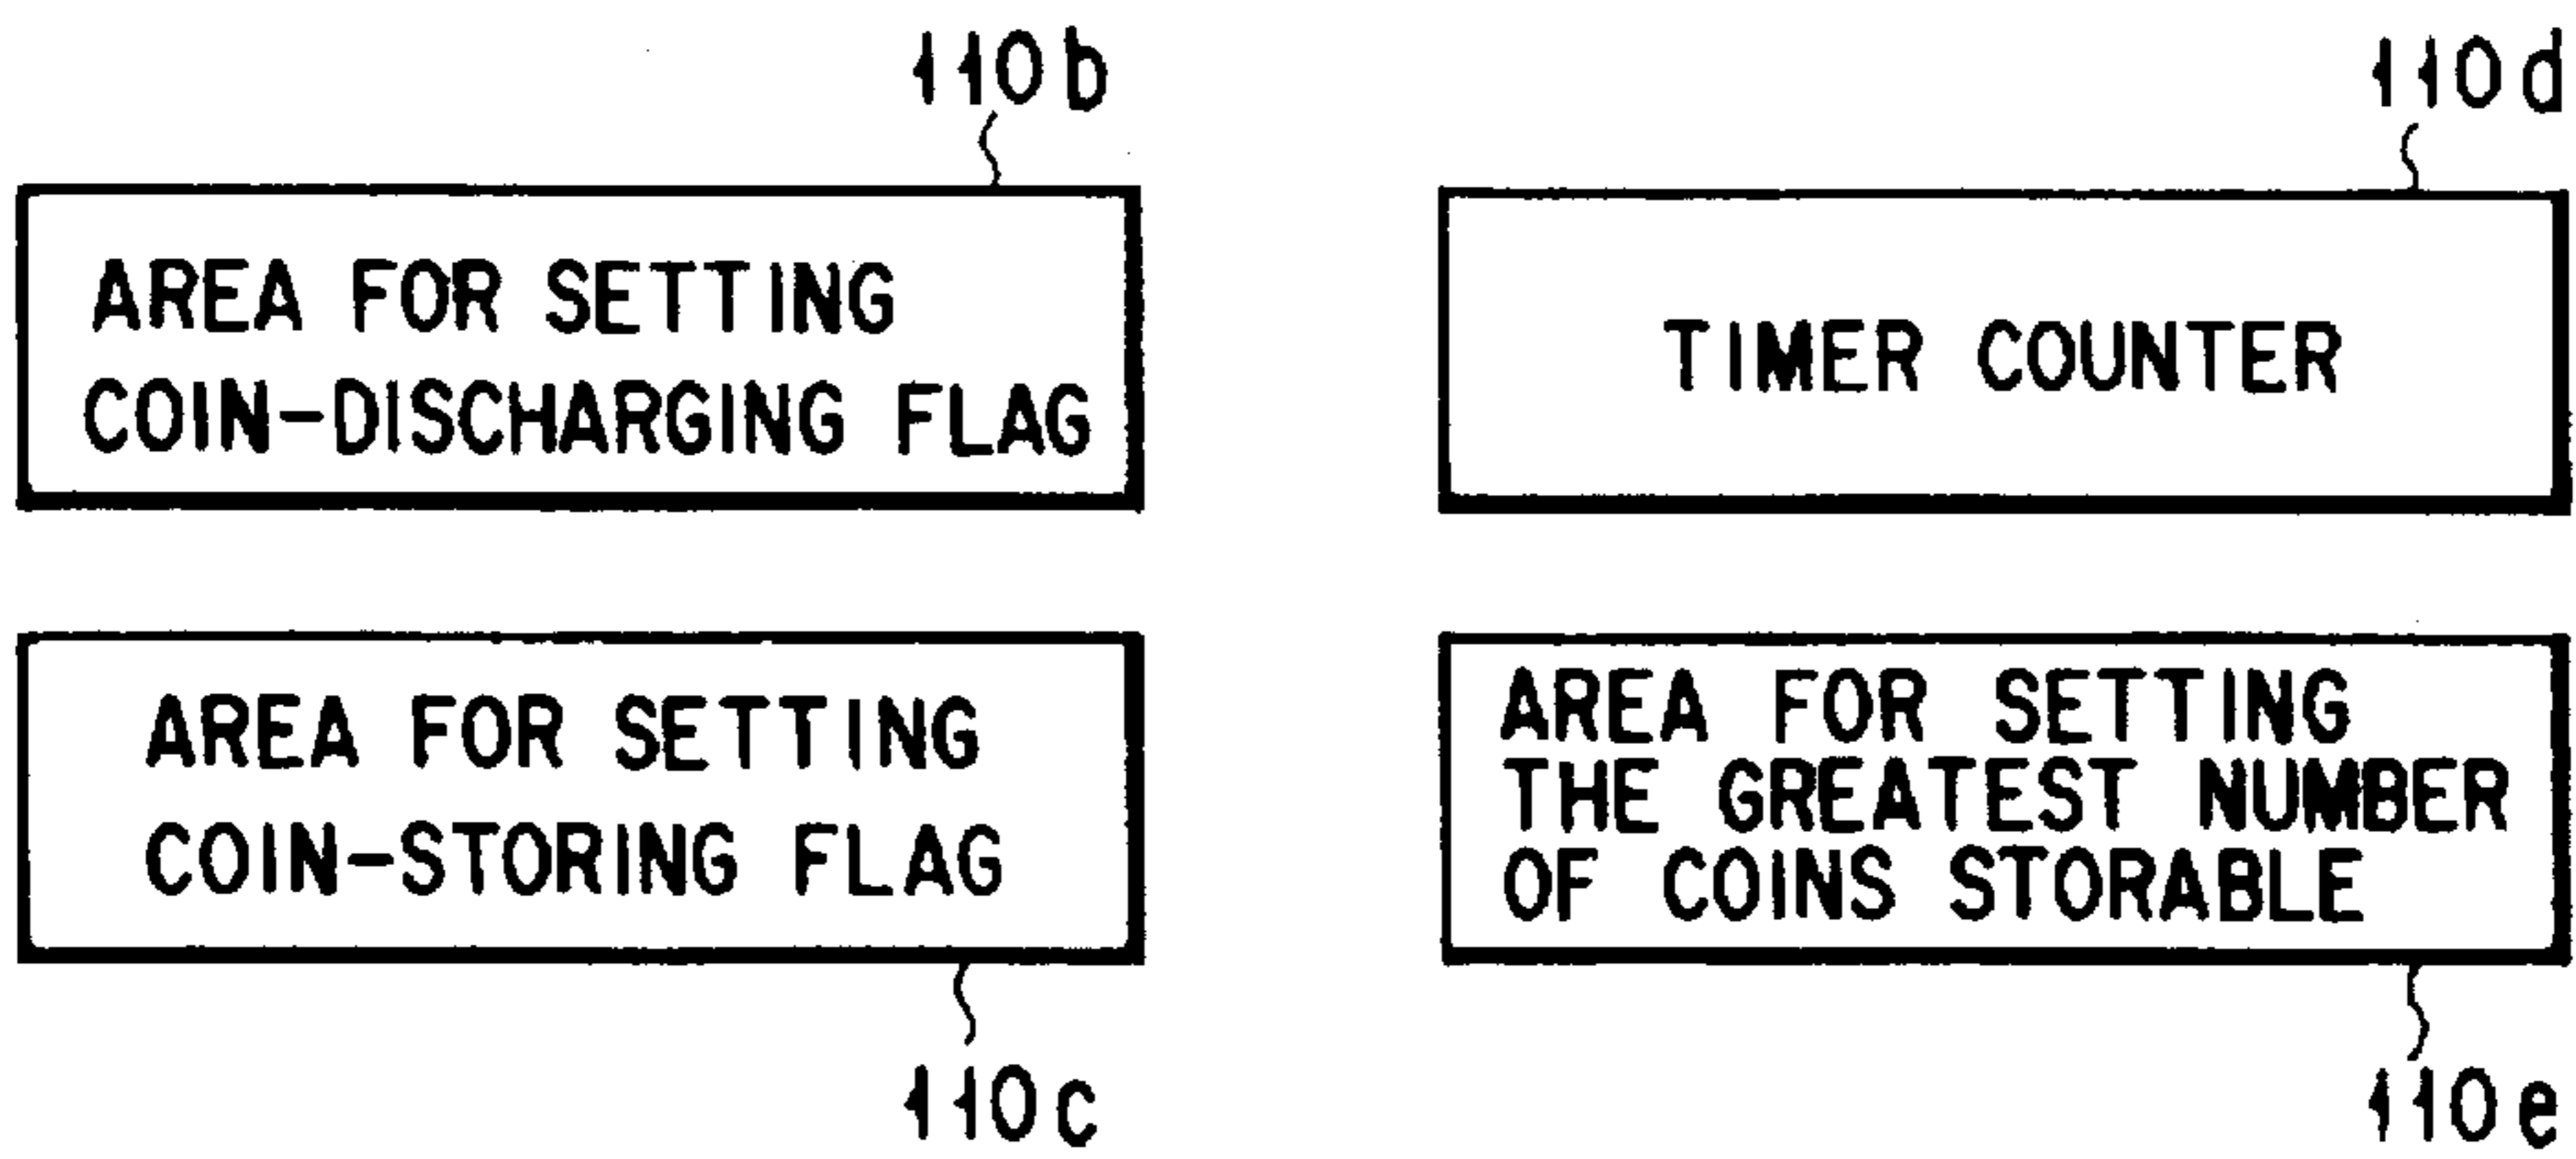 110b
AREA FOR SETTING
COIN-DISCHARGING FLAG
110d
TIMER COUNTER
AREA FOR SETTING
COIN-STORING FLAG
110c
AREA FOR SETTING
THE GREATEST NUMBER
OF COINS STORABLE
110e